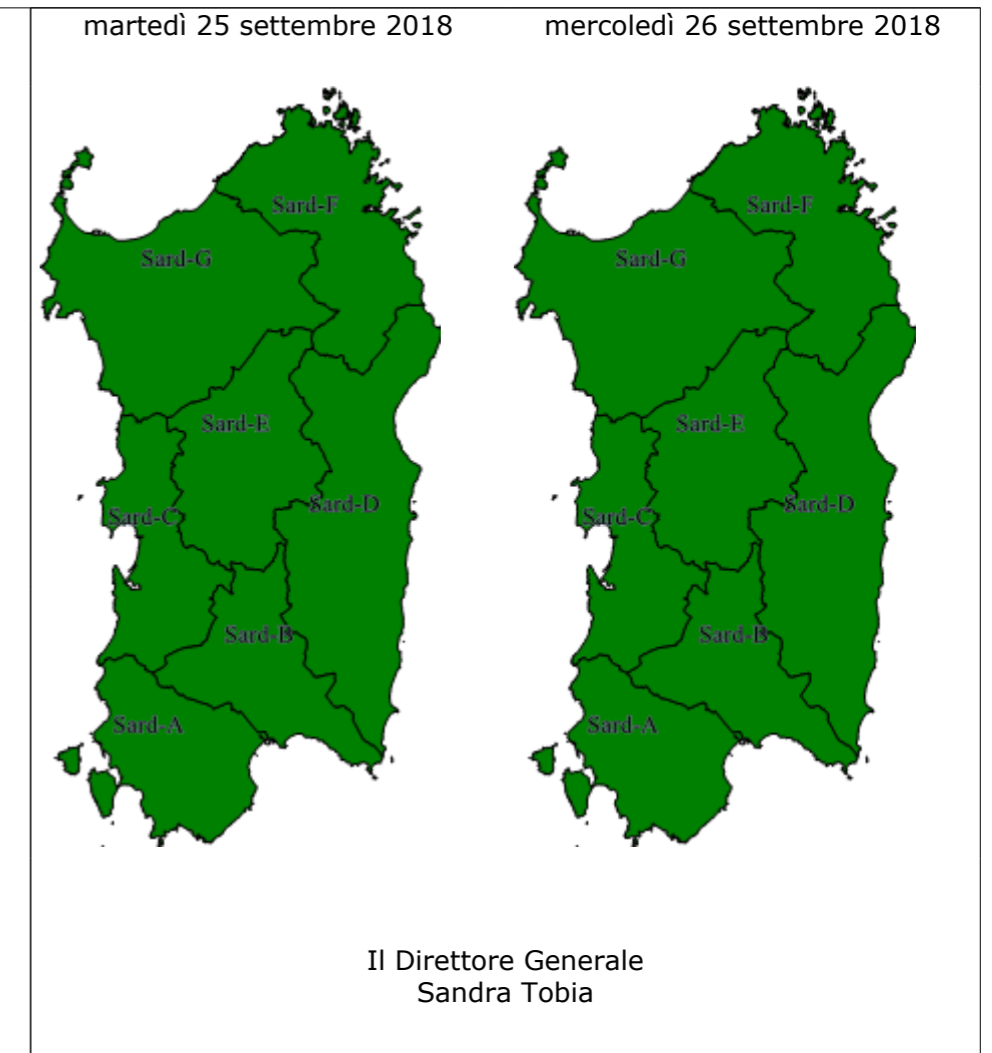 martedì 25 settembre 2018
mercoledì 26 settembre 2018
Sard-F
Sard-G
Sard-E
Sard-D
Sard-C
Sard-B
Sard-A
Sard-F
Sard-G
Sard-E
Sard-D
Sard-C
Sard-B
Sard-A
Il Direttore Generale
Sandra Tobia